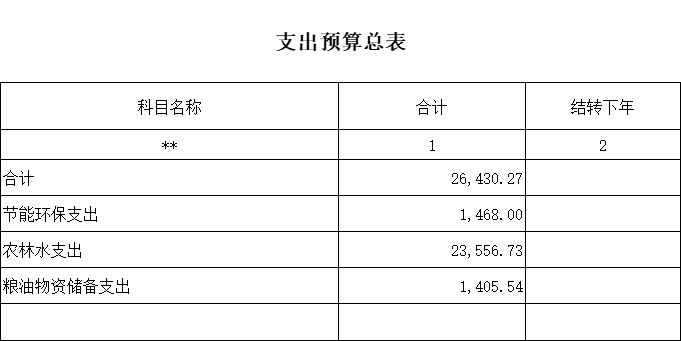 支出预算总表
科目名称 合计 结转下年
** 1 2
合计 26,430.27
节能环保支出 1,468.00
农林水支出 23,556.73
粮油物资储备支出 1,405.54